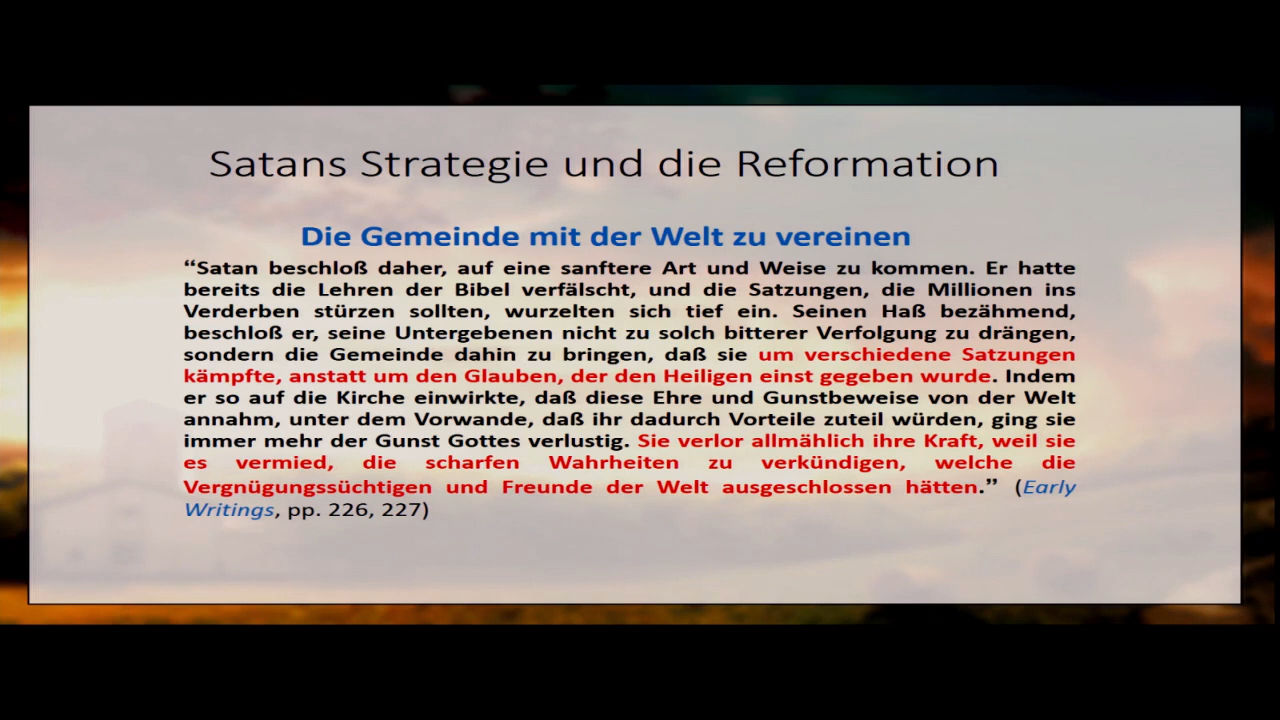 Satans Strategie und die Reformation
Die Gemeinde mit der Welt zu vereinen
“Satan beschloß daher, auf eine sanftere Art und Weise zu kommen. Er hatte
bereits die Lehren der Bibel verfälscht, und die Satzungen, die Millionen ins
Verderben stürzen sollten, wurzelten sich tief ein. Seinen Haß bezähmend,
beschloß er, seine Untergebenen nicht zu solch bitterer Verfolgung zu drängen,
sondern die Gemeinde dahin zu bringen, daß sie um verschiedene Satzungen
kämpfte, anstatt um den Glauben, der den Heiligen einst gegeben wurde. Indem
er so auf die Kirche einwirkte, daß diese Ehre und Gunstbeweise von der Welt
annahm, unter dem Vorwande, daß ihr dadurch Vorteile zuteil würden, ging sie
immer mehr der Gunst Gottes verlustig. Sie verlor allmählich ihre Kraft, weil sie
es vermied, die scharfen Wahrheiten zu verkündigen, welche die
Vergnügungssüchtigen und Freunde der Welt ausgeschlossen hätten.” (Early
Writings, pp. 226, 227)